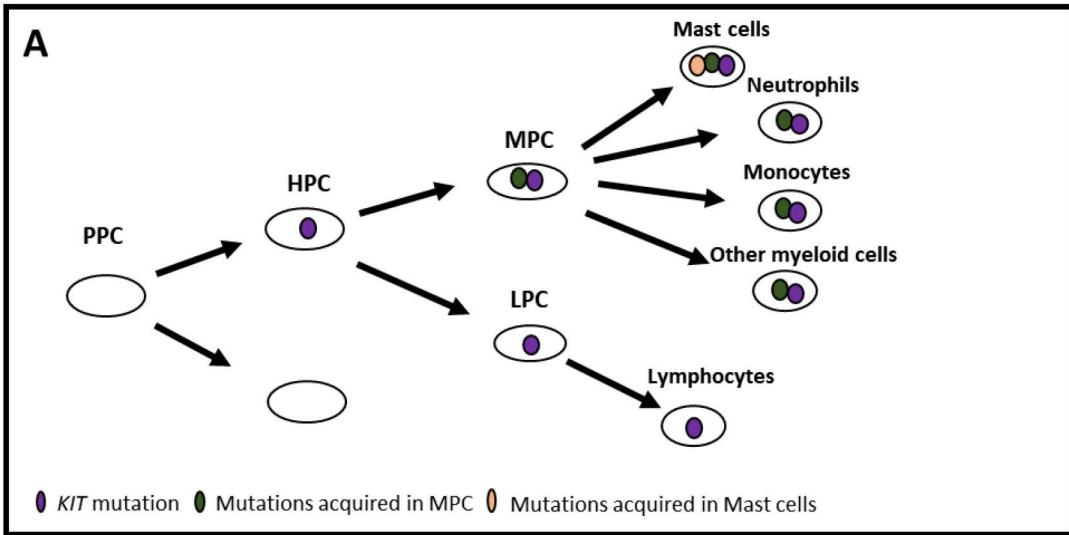 A
Mast cells
Neutrophils
MPC
Monocytes
HPC
PPC
Other myeloid cells
LPC
Lymphocytes
KIT mutation Mutations acquired in MPC Mutations acquired in Mast cells